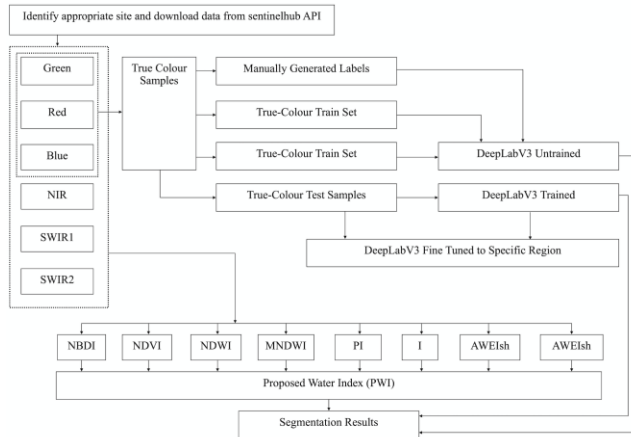 Identify appropriate site and download data from sentinelhub API
Green
Red
Blue
NIR
SWIR1
SWIR2
True Colour
Samples
Manually Generated Labels
True-Colour Train Set
True-Colour Train Set
DeepLabV3 Untrained
True-Colour Test Samples
DeepLabV3 Trained
DeepLabV3 Fine Tuned to Specific Region
NBDI
NDVI
NDWI
MNDWI
PI
I
AWEIsh
AWEIsh
Proposed Water Index (PWI)
Segmentation Results